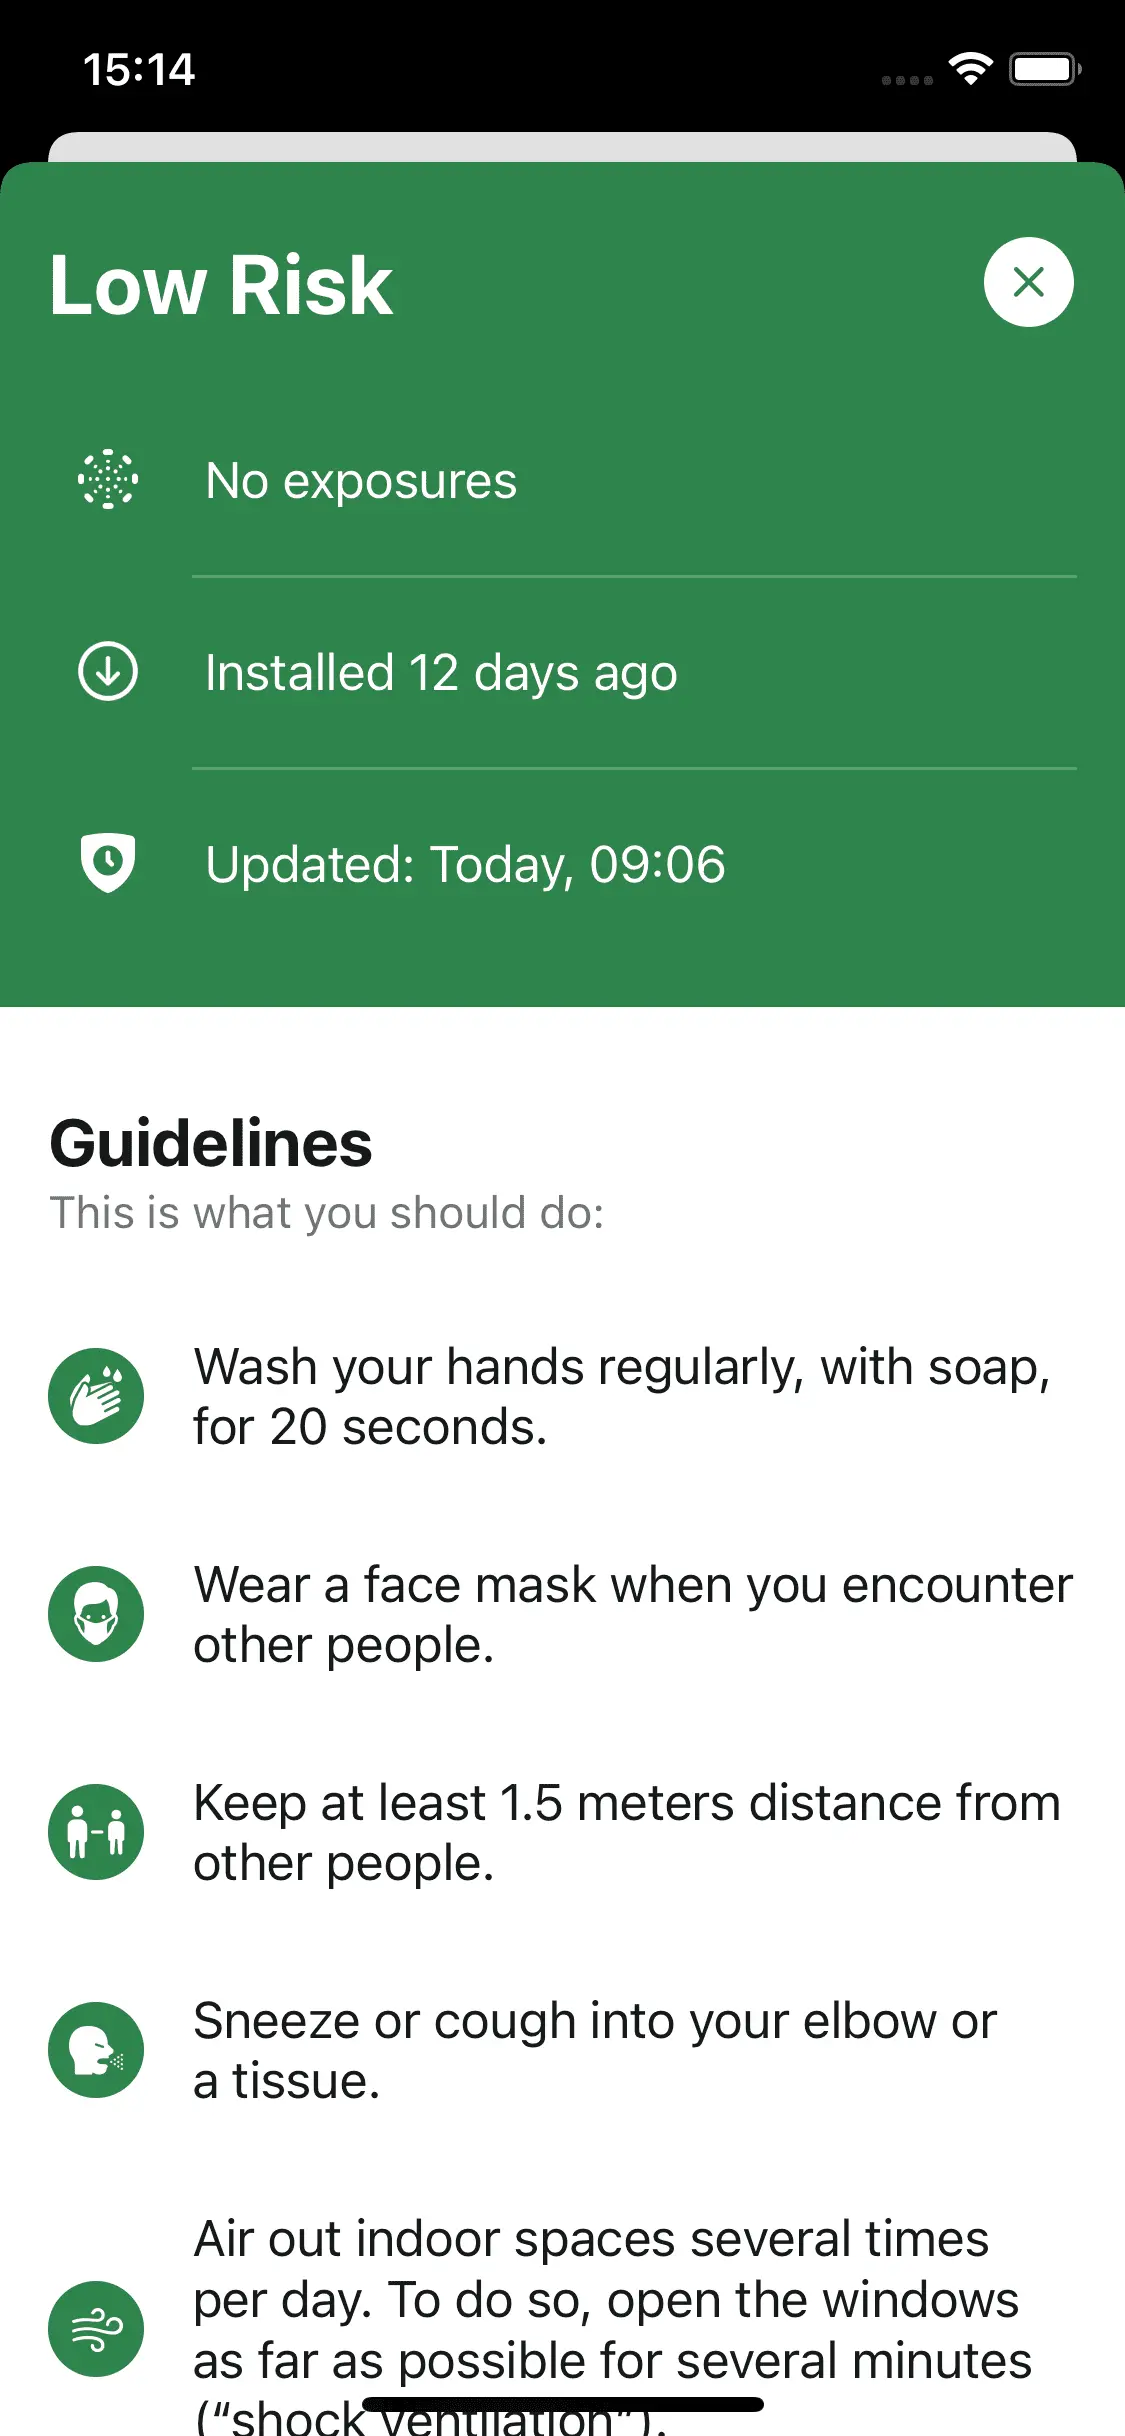 15:14
Low Risk
No exposures
Installed 12 days ago
Updated: Today, 09:06
Guidelines
This is what you should do:
Wash your hands regularly, with soap,
for 20 seconds.
Wear a face mask when you encounter
other people.
Keep at least 1.5 meters distance from
other people.
Sneeze or cough into your elbow or
a tissue.
Air out indoor spaces several times
per day. To do so, open the windows
as far as possible for several minutes
(“shock ventilation”).